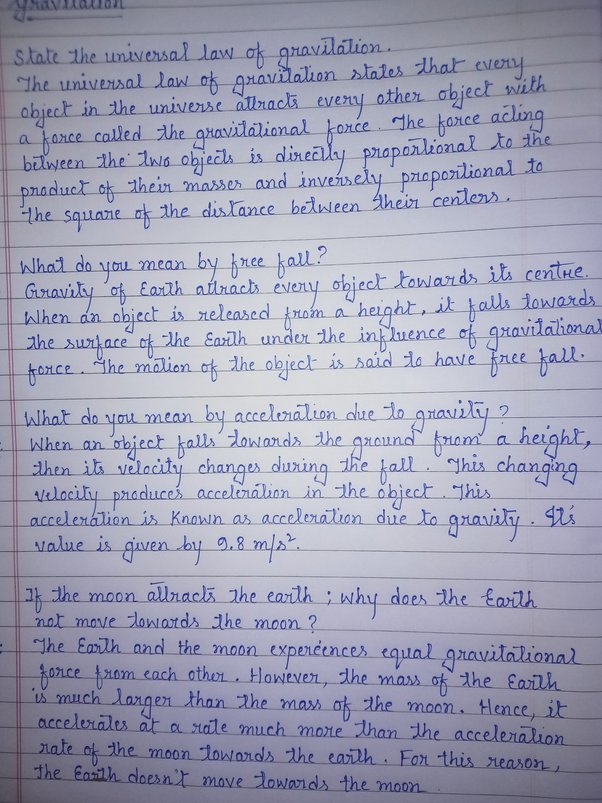 Gravitation
State the universal law of gravitation.
The universal law of gravitation states that every
object in the universe attracts every other object with
a force called the gravitational force. The force acting
between the two objects is directly proportional to the
product of their masses and inversely proportional to
the square of the distance between their centers.
What do you mean by free fall?
Gravity of Earth attracts every object towards its centre.
When an object is released from a height, it falls towards
the surface of the Earth under the influence of gravitational
force. The motion of the object is said to have free fall.
What do you mean by acceleration due to gravity?
When an object falls towards the ground from a height,
then its velocity changes during the fall. This changing
velocity produces acceleration in the object. This
acceleration is Known as acceleration due to gravity. It's
value is given by 9.8 m/s².
If the moon attracts the earth; why does the Earth
not move towards the moon?
The Earth and the moon experéences equal gravitational
force from each other. However, the mass of the Earth
is much larger than the mass of the moon. Hence, it
accelerates at a rate much more than the acceleration
rate of the moon towards the earth. For this reason,
the Earth doesn't move towards the moon.